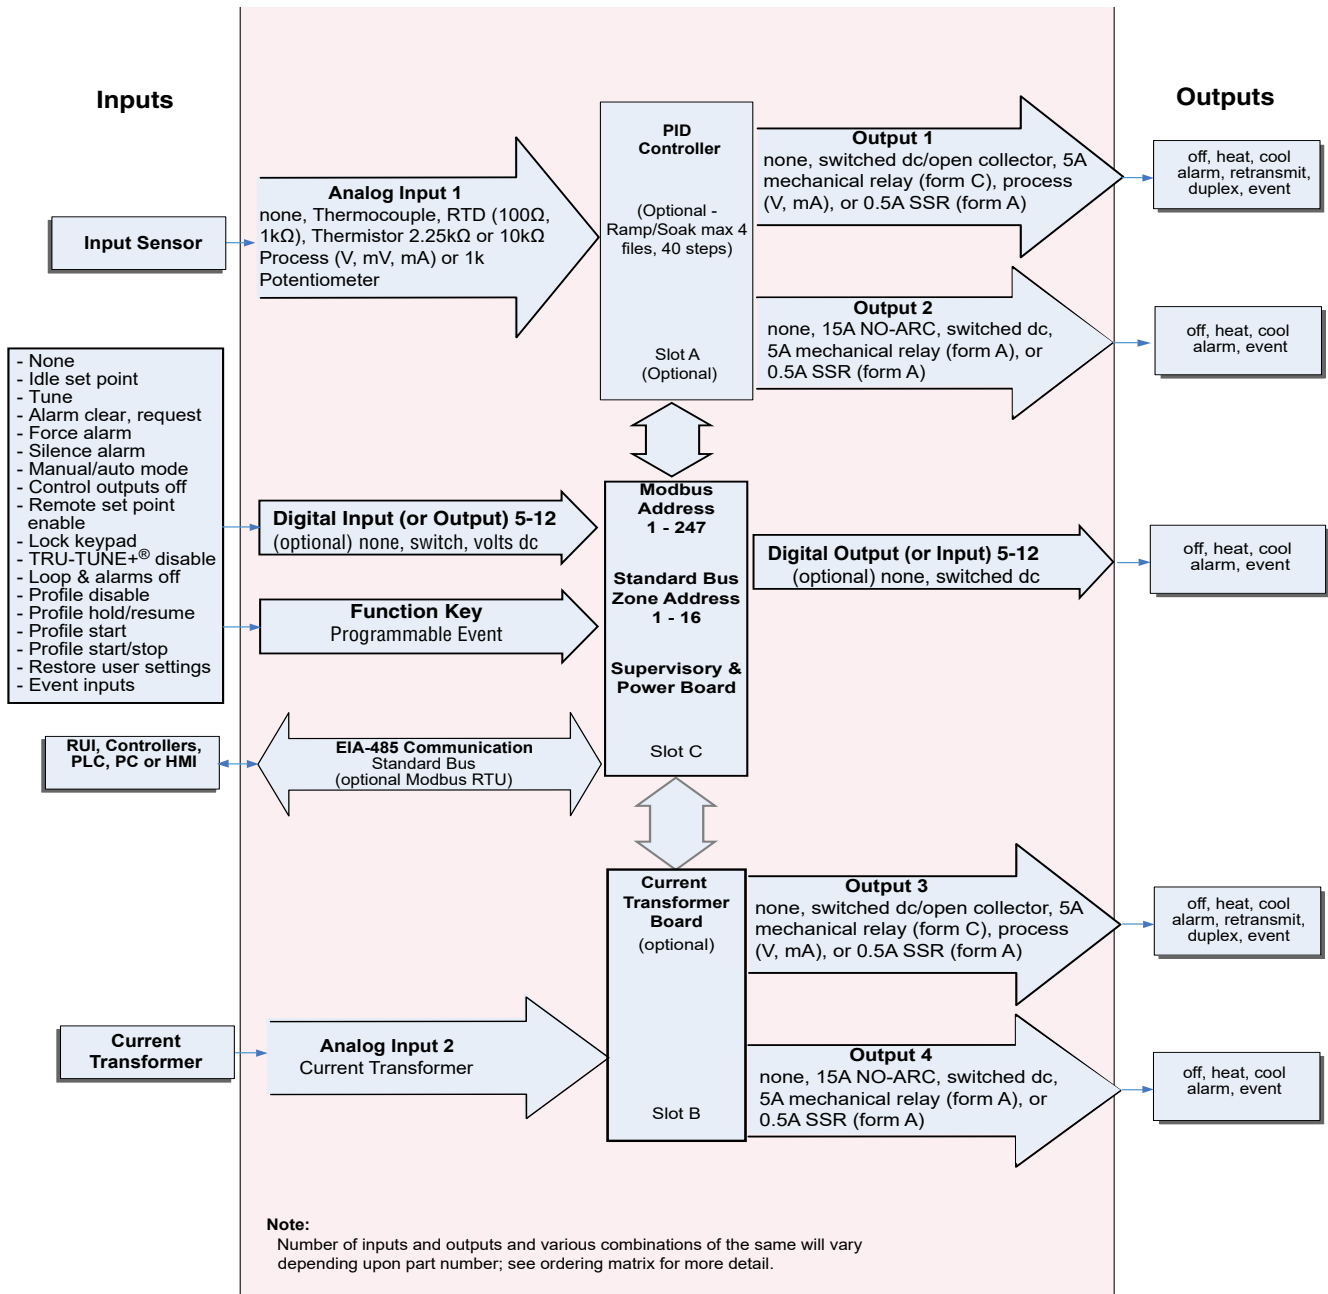 Inputs
Outputs
PID
Controller
(Optional -
Ramp/Soak max 4
files, 40 steps)
Slot A
(Optional)
Analog Input 1
none, Thermocouple, RTD (100Ω,
1kΩ), Thermistor 2.25kΩ or 10kΩ
Process (V, mV, mA) or 1k
Potentiometer
Input Sensor
Output 1
none, switched dc/open collector, 5A
mechanical relay (form C), process
(V, mA), or 0.5A SSR (form A)
off, heat, cool
alarm, retransmit,
duplex, event
Output 2
none, 15A NO-ARC, switched dc,
5A mechanical relay (form A), or
0.5A SSR (form A)
off, heat, cool
alarm, event
- None
- Idle set point
- Tune
- Alarm clear, request
- Force alarm
- Silence alarm
- Manual/auto mode
- Control outputs off
- Remote set point
enable
- Lock keypad
- TRU-TUNE+® disable
- Loop & alarms off
- Profile disable
- Profile hold/resume
- Profile start
- Profile start/stop
- Restore user settings
- Event inputs
Digital Input (or Output) 5-12
(optional) none, switch, volts dc
Function Key
Programmable Event
Modbus
Address
1 - 247
Standard Bus
Zone Address
1 - 16
Supervisory &
Power Board
Slot C
Digital Output (or Input) 5-12
(optional) none, switched dc
off, heat, cool
alarm, event
RUI, Controllers,
PLC, PC or HMI
EIA-485 Communication
Standard Bus
(optional Modbus RTU)
Current
Transformer
Board
(optional)
Slot B
Output 3
none, switched dc/open collector, 5A
mechanical relay (form C), process
(V, mA), or 0.5A SSR (form A)
off, heat, cool
alarm, retransmit,
duplex, event
Current
Transformer
Analog Input 2
Current Transformer
Output 4
none, 15A NO-ARC, switched dc,
5A mechanical relay (form A), or
0.5A SSR (form A)
off, heat, cool
alarm, event
Note:
Number of inputs and outputs and various combinations of the same will vary
depending upon part number; see ordering matrix for more detail.